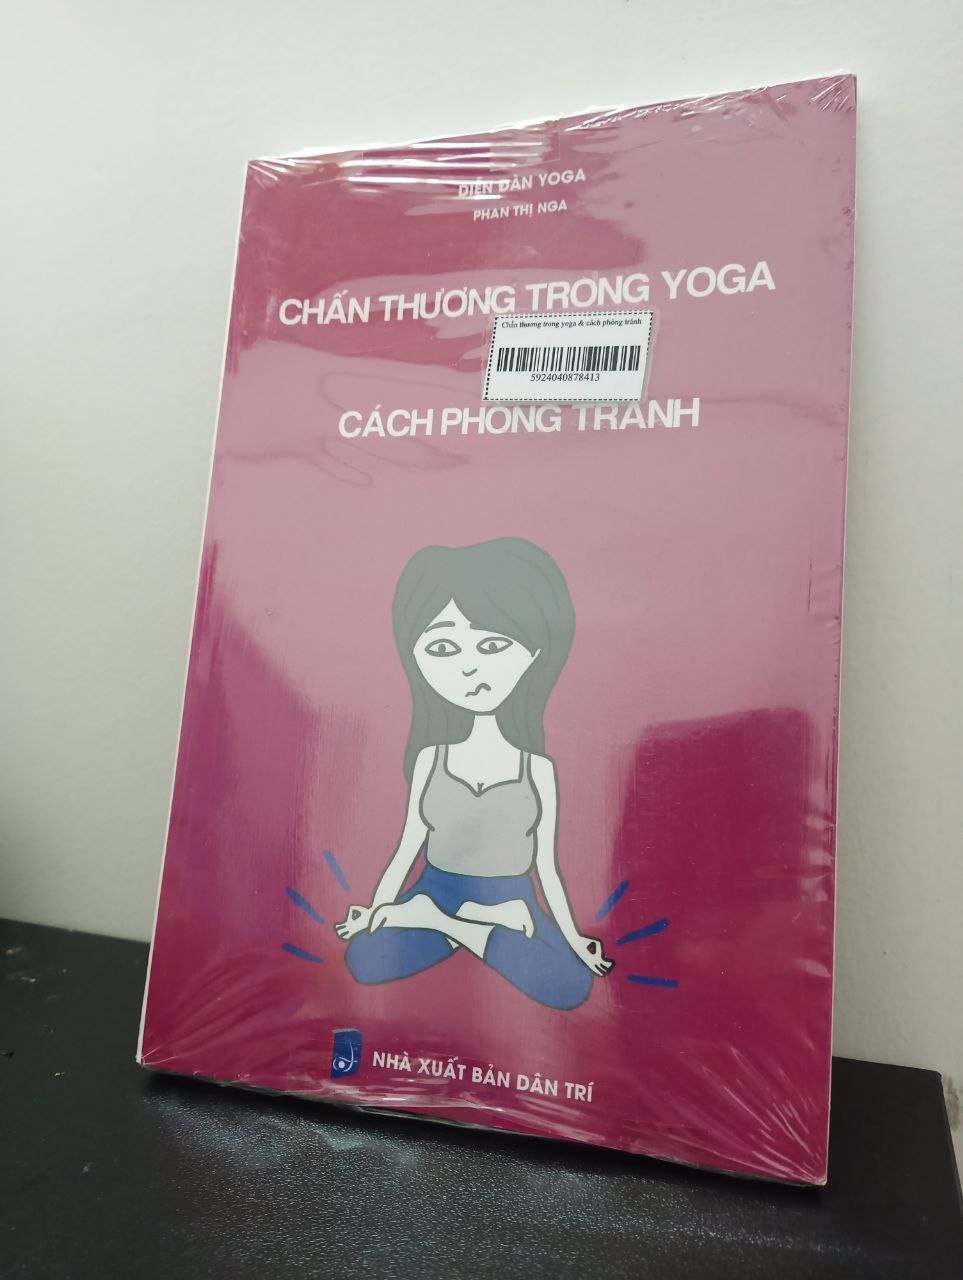 DIỄN ĐÀN YOGA
PHAN THỊ NGA
CHẤN THƯƠNG TRONG YOGA
Chấn thương trong yoga & cách phòng tránh
5924040878413
CÁCH PHÒNG TRÁNH
NHÀ XUẤT BẢN DÂN TRÍ